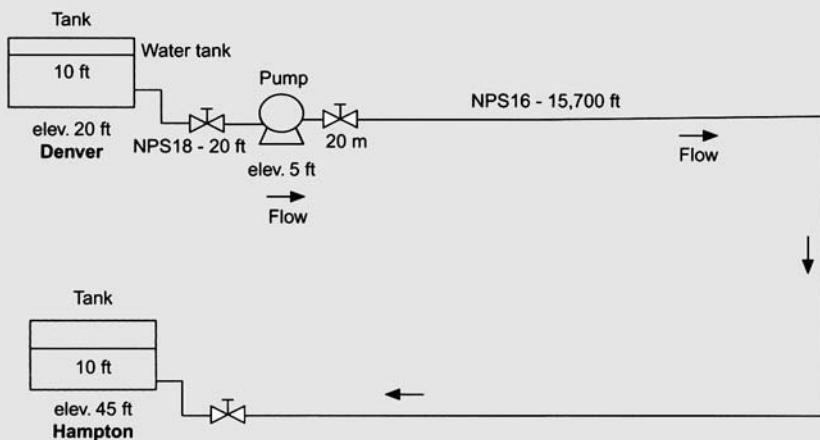 Tank
Water tank
10 ft
Pump
NPS16 - 15,700 ft
elev. 20 ft
NPS18 - 20 ft
20 m
Denver
elev. 5 ft
Flow
Flow
Tank
10 ft
elev. 45 ft
Hampton